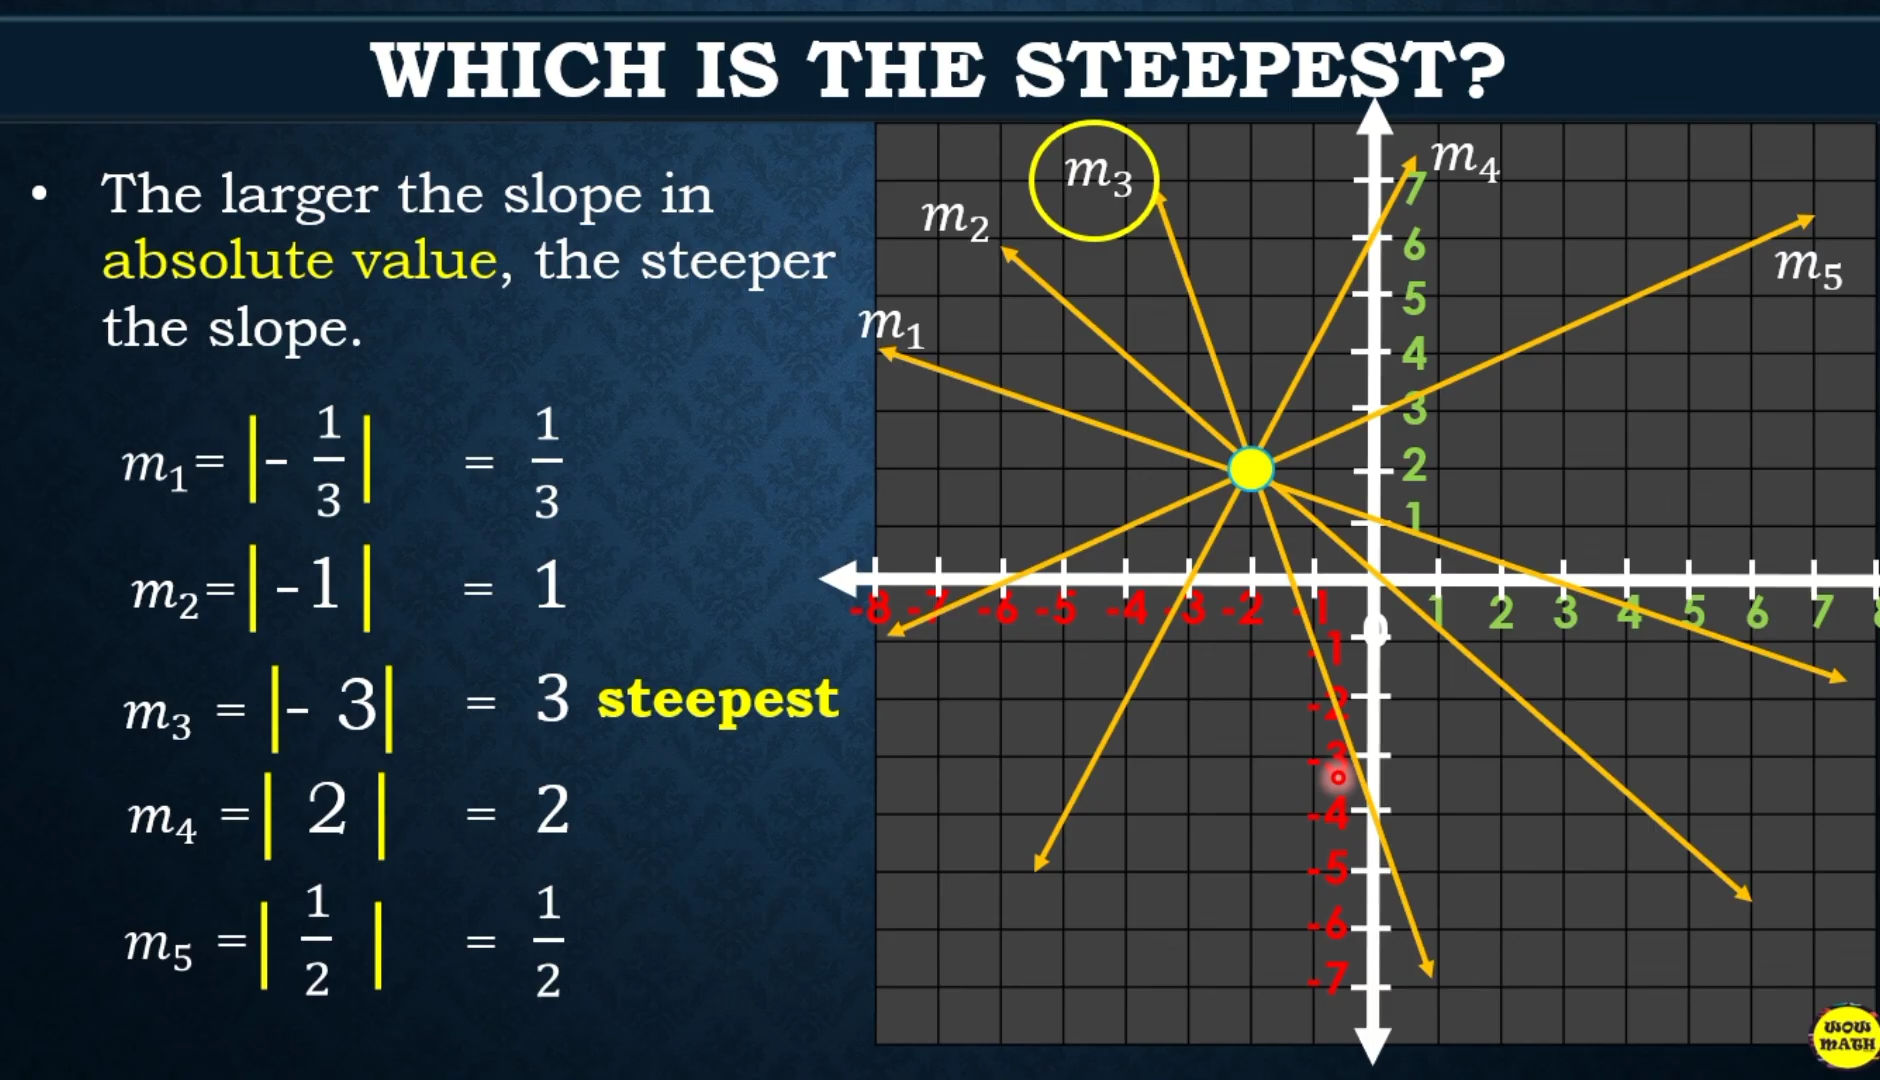 WHICH IS THE STEEPEST?
• The larger the slope in
absolute value, the steeper
the slope.
m₁ = |- 1/3| = 1/3
m₂ = |-1| = 1
m₃ = |- 3| = 3 steepest
m₄ = | 2 | = 2
m₅ = | 1/2 | = 1/2
m₃
m₄
m₂
m₅
m₁
7
6
5
4
3
2
1
-8 -7 -6 -5 -4 -3 -2 -1 0 1 2 3 4 5 6 7 8
-1
-2
-3
-4
-5
-6
-7
WOW
MATH